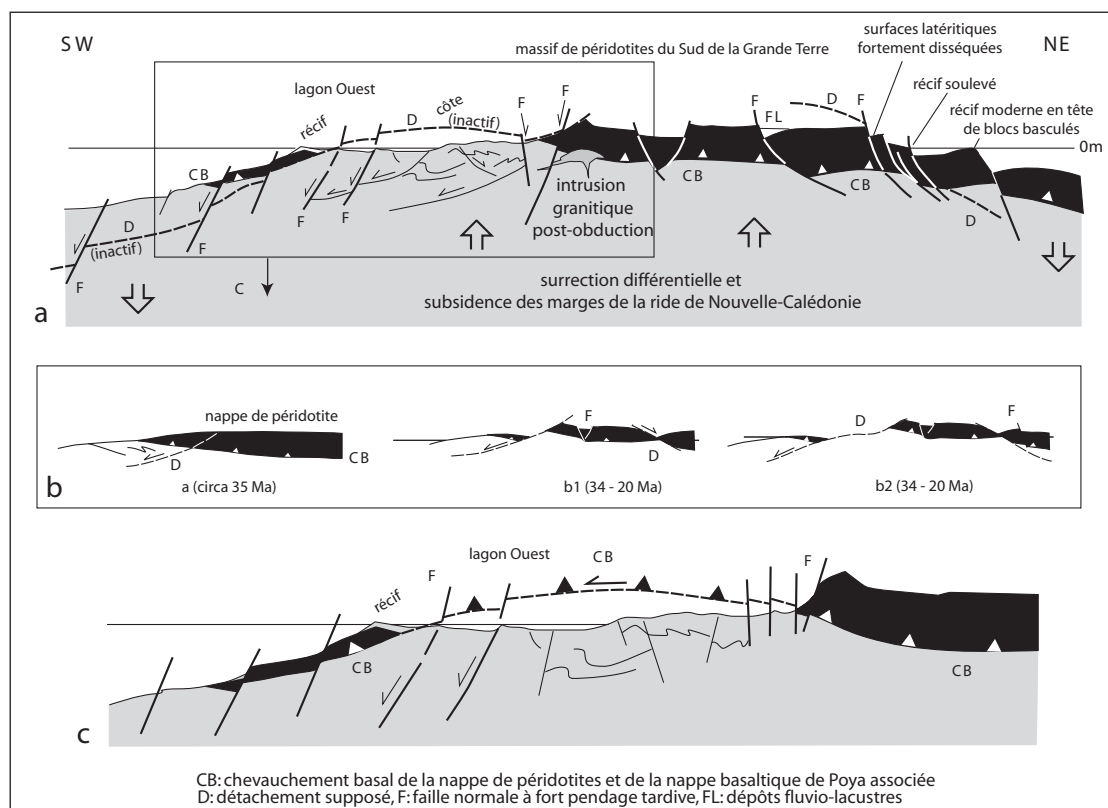 SW
NE
massif de péridotites du Sud de la Grande Terre
surfaces latéritiques
fortement disséquées
récif soulevé
récif moderne en tête
de blocs basculés
0m
lagon Ouest
récif
D
côte
(inactif)
F
F
F
FL
D
F
CB
F
F
F
D
(inactif)
F
C
intrusion
granitique
post-obduction
CB
CB
D
surrection différentielle et
subsidence des marges de la ride de Nouvelle-Calédonie
a
nappe de péridotite
D
CB
a (circa 35 Ma)
F
D
b1 (34 - 20 Ma)
D
F
b2 (34 - 20 Ma)
b
lagon Ouest
CB
récif
F
F
CB
CB
c
CB: chevauchement basal de la nappe de péridotites et de la nappe basaltique de Poya associée
D: détachement supposé, F: faille normale à fort pendage tardive, FL: dépôts fluvio-lacustres